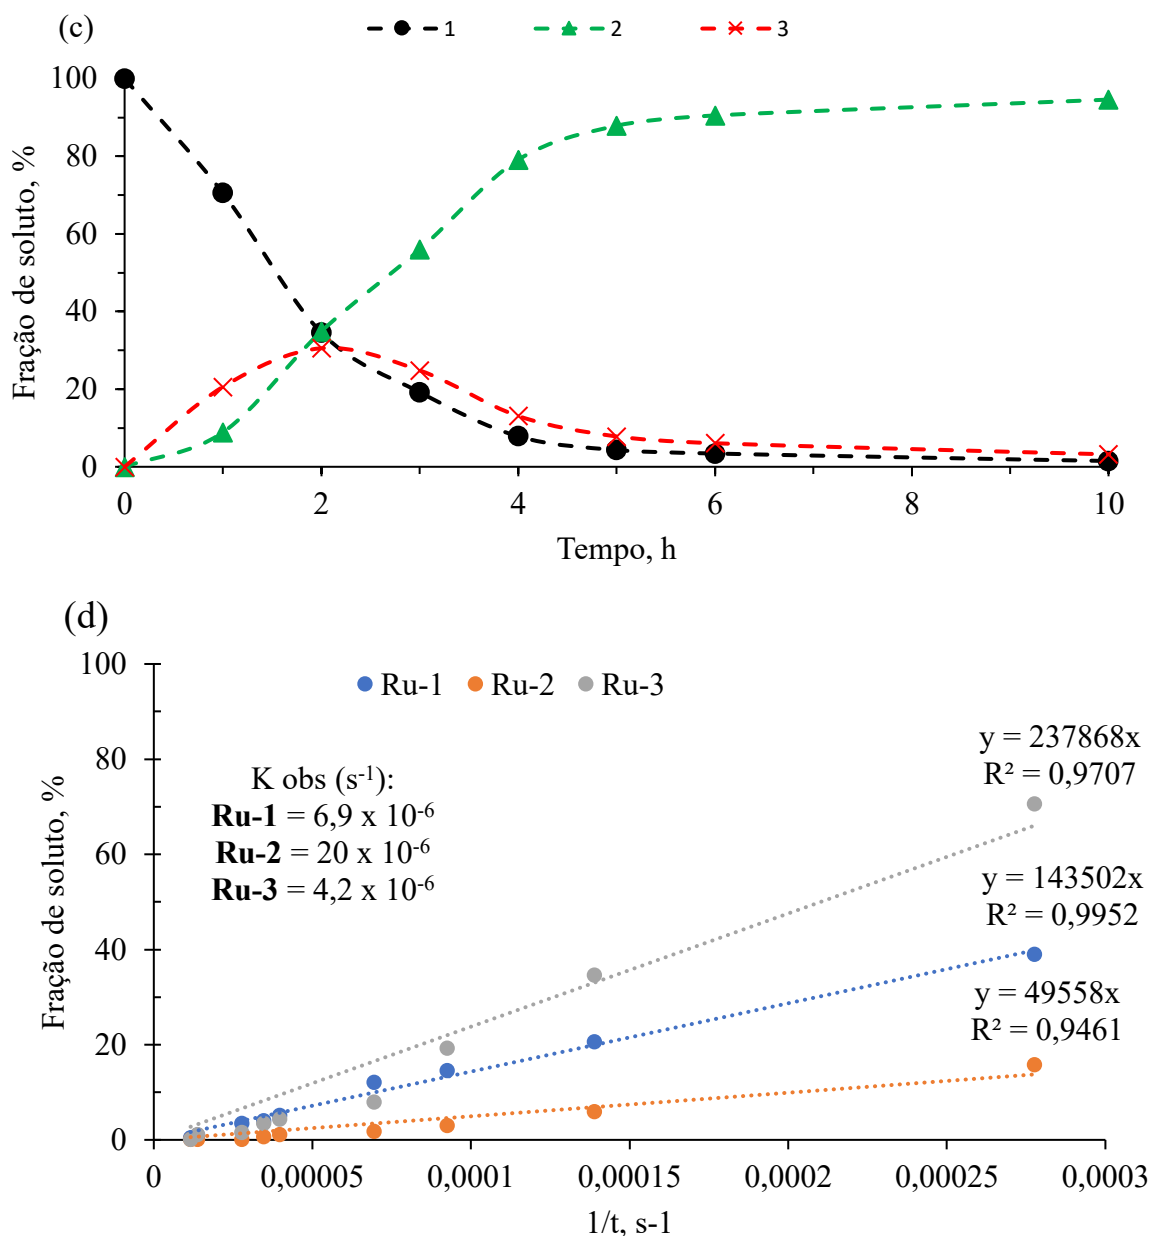 (c)
1 2 3
100
80
60
40
20
0
Fração de soluto, %
0 2 4 6 8 10
Tempo, h
(d)
100
80
60
40
20
0
Fração de soluto, %
Ru-1 Ru-2 Ru-3
K obs (s⁻¹):
Ru-1 = 6,9 x 10⁻⁶
Ru-2 = 20 x 10⁻⁶
Ru-3 = 4,2 x 10⁻⁶
y = 237868x
R² = 0,9707
y = 143502x
R² = 0,9952
y = 49558x
R² = 0,9461
0 0,00005 0,0001 0,00015 0,0002 0,00025 0,0003
1/t, s-1